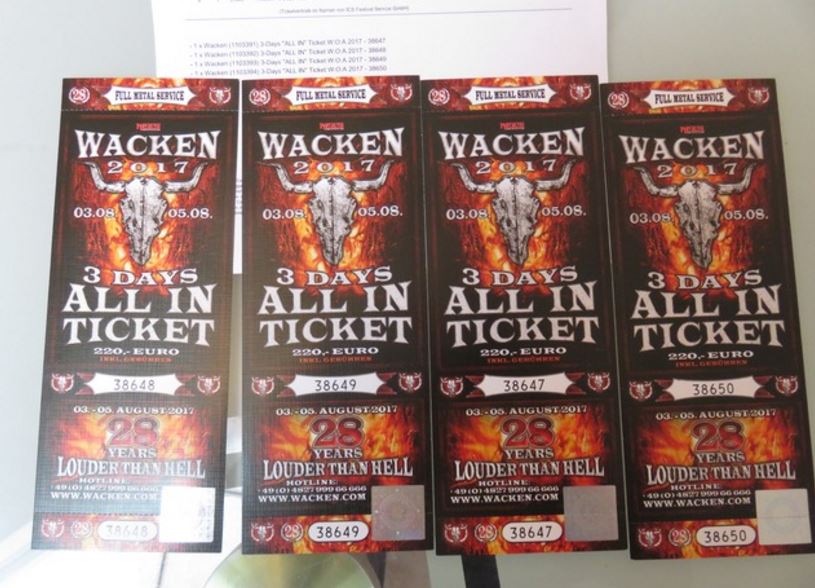 (Ticketvertrieb im Namen von ICS Festival Service GmbH)
- 1 x Wacken (1103391) 3-Days "ALL IN" Ticket W:O:A 2017 - 38647
- 1 x Wacken (1103392) 3-Days "ALL IN" Ticket W:O:A 2017 - 38648
- 1 x Wacken (1103393) 3-Days "ALL IN" Ticket W:O:A 2017 - 38649
- 1 x Wacken (1103394) 3-Days "ALL IN" Ticket W:O:A 2017 - 38650
28 FULL METAL SERVICE
WACKEN
2017
03.08. 05.08.
3 DAYS
ALL IN
TICKET
220,- EURO
INKL. GEBÜHREN
38648
03.-05. AUGUST 2017
28
YEARS
LOUDER THAN HELL
HOTLINE
+49 (0) 4827 999 66 666
WWW.WACKEN.COM
28 38648
28 FULL METAL SERVICE
WACKEN
2017
03.08. 05.08.
3 DAYS
ALL IN
TICKET
220,- EURO
INKL. GEBÜHREN
38649
03.-05. AUGUST 2017
28
YEARS
LOUDER THAN HELL
HOTLINE
+49 (0) 4827 999 66 666
WWW.WACKEN.COM
28 38649
28 FULL METAL SERVICE
WACKEN
2017
03.08. 05.08.
3 DAYS
ALL IN
TICKET
220,- EURO
INKL. GEBÜHREN
38647
03.-05. AUGUST 2017
28
YEARS
LOUDER THAN HELL
HOTLINE
+49 (0) 4827 999 66 666
WWW.WACKEN.COM
28 38647
28 FULL METAL SERVICE
WACKEN
2017
03.08. 05.08.
3 DAYS
ALL IN
TICKET
220,- EURO
INKL. GEBÜHREN
38650
03.-05. AUGUST 2017
28
YEARS
LOUDER THAN HELL
HOTLINE
+49 (0) 4827 999 66 666
WWW.WACKEN.COM
28 38650